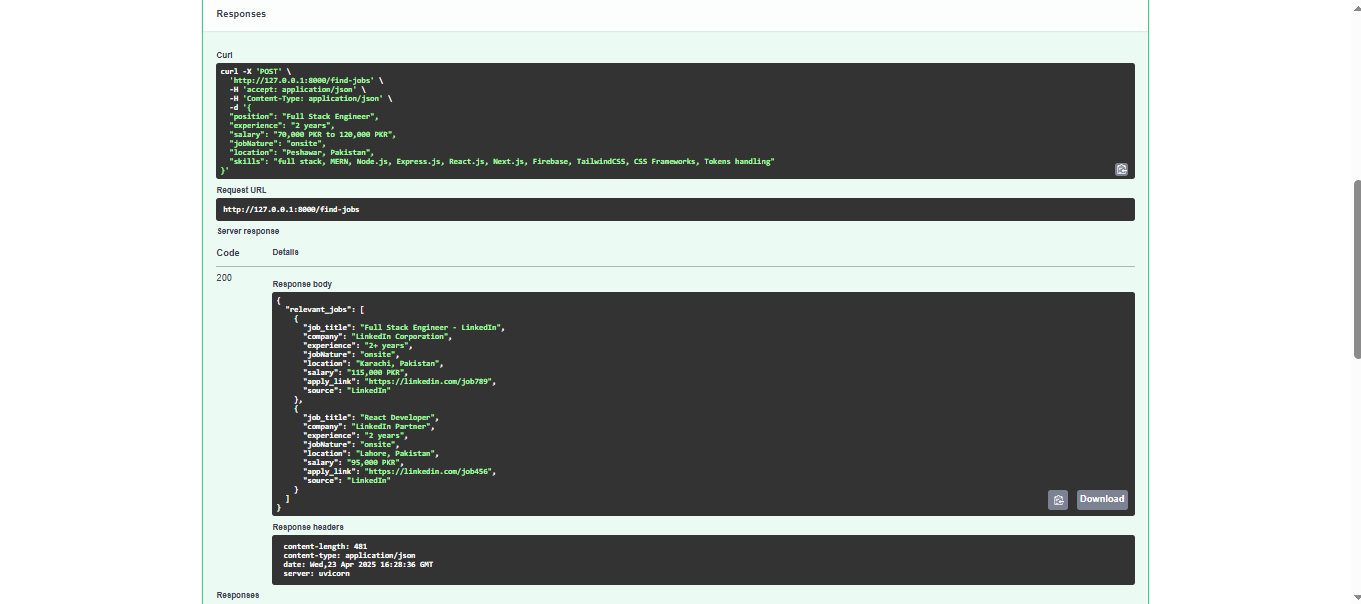 Responses
Curl
curl -X 'POST' \
  'http://127.0.0.1:8000/find-jobs' \
  -H 'accept: application/json' \
  -H 'Content-Type: application/json' \
  -d '{
  "position": "Full Stack Engineer",
  "experience": "2 years",
  "salary": "70,000 PKR to 120,000 PKR",
  "jobNature": "onsite",
  "location": "Peshawar, Pakistan",
  "skills": "full stack, MERN, Node.js, Express.js, React.js, Next.js, Firebase, TailwindCSS, CSS Frameworks, Tokens handling"
}'
Request URL
http://127.0.0.1:8000/find-jobs
Server response
Code Details
200
Response body
{
  "relevant_jobs": [
    {
      "job_title": "Full Stack Engineer - LinkedIn",
      "company": "LinkedIn Corporation",
      "experience": "2+ years",
      "jobNature": "onsite",
      "location": "Karachi, Pakistan",
      "salary": "115,000 PKR",
      "apply_link": "https://linkedin.com/job789",
      "source": "LinkedIn"
    },
    {
      "job_title": "React Developer",
      "company": "LinkedIn Partner",
      "experience": "2 years",
      "jobNature": "onsite",
      "location": "Lahore, Pakistan",
      "salary": "95,000 PKR",
      "apply_link": "https://linkedin.com/job456",
      "source": "LinkedIn"
    }
  ]
}
Download
Response headers
content-length: 481
content-type: application/json
date: Wed,23 Apr 2025 16:28:36 GMT
server: uvicorn
Responses